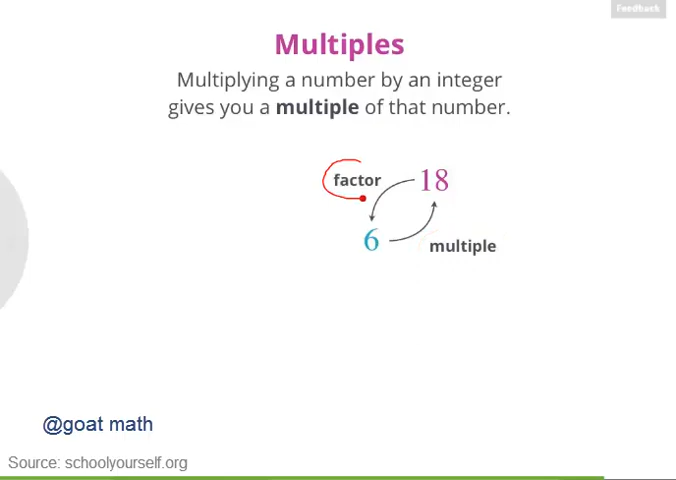 Feedback
Multiples
Multiplying a number by an integer
gives you a multiple of that number.
factor 18
6 multiple
@goat math
Source: schoolyourself.org